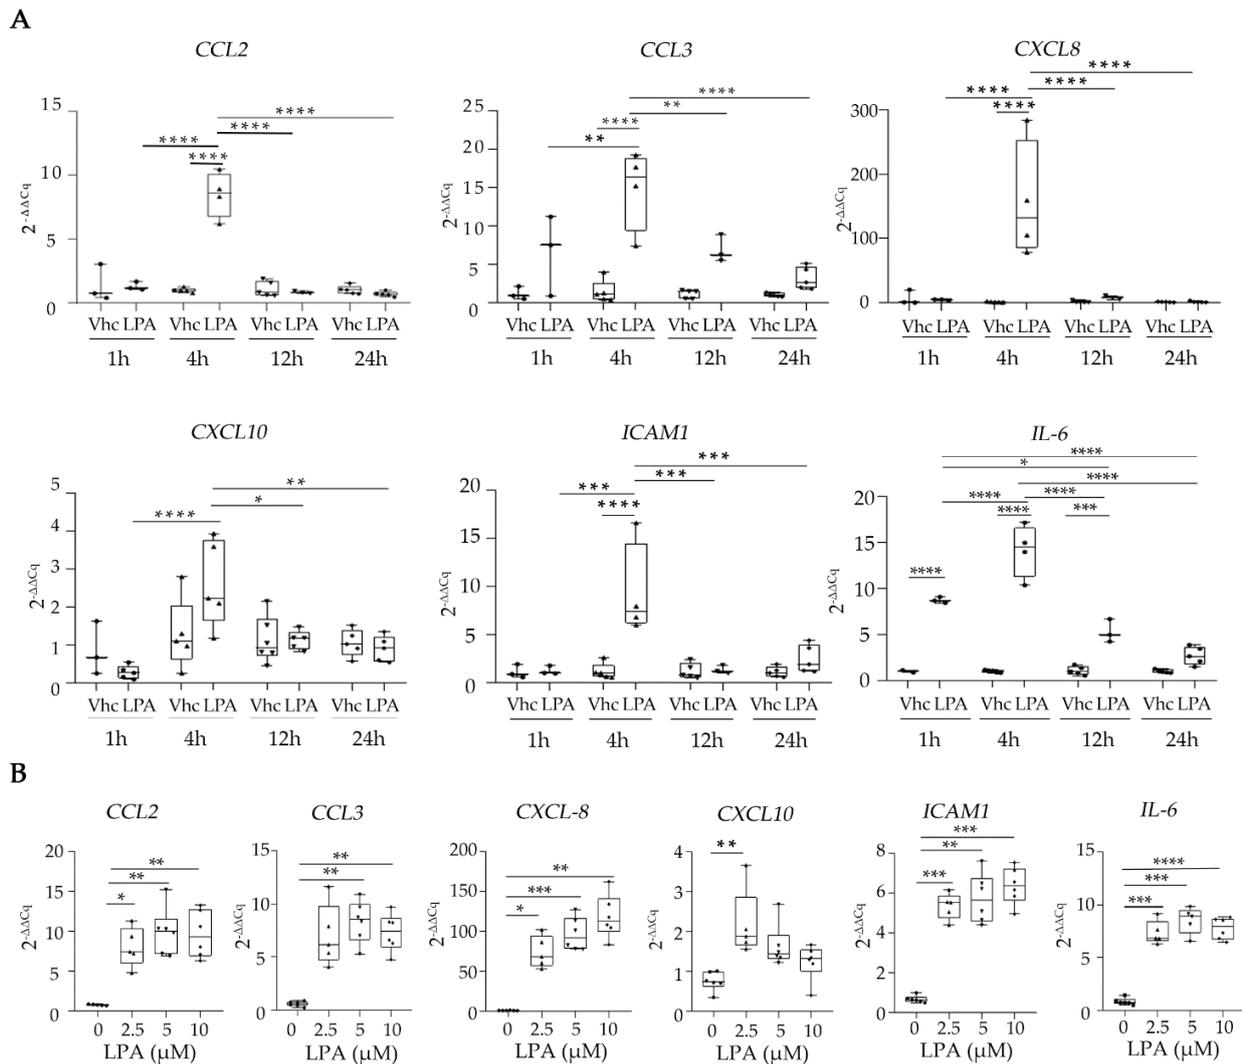 A
CCL2
CCL3
CXCL8
15
10
5
0
2-ΔΔCq
****
****
****
****
Vhc LPA Vhc LPA Vhc LPA Vhc LPA
1h 4h 12h 24h
25
20
15
10
5
0
2-ΔΔCq
****
**
****
**
Vhc LPA Vhc LPA Vhc LPA Vhc LPA
1h 4h 12h 24h
300
200
100
0
2-ΔΔCq
****
****
****
****
Vhc LPA Vhc LPA Vhc LPA Vhc LPA
1h 4h 12h 24h
CXCL10
ICAM1
IL-6
5
4
3
2
1
0
2-ΔΔCq
**
*
****
Vhc LPA Vhc LPA Vhc LPA Vhc LPA
1h 4h 12h 24h
20
15
10
5
0
2-ΔΔCq
***
***
***
****
Vhc LPA Vhc LPA Vhc LPA Vhc LPA
1h 4h 12h 24h
20
15
10
5
0
2-ΔΔCq
****
*
****
****
****
****
***
****
Vhc LPA Vhc LPA Vhc LPA Vhc LPA
1h 4h 12h 24h
B
CCL2
CCL3
CXCL-8
CXCL10
ICAM1
IL-6
20
15
10
5
0
2-ΔΔCq
**
**
*
0 2.5 5 10
LPA (µM)
15
10
5
0
2-ΔΔCq
**
**
0 2.5 5 10
LPA (µM)
200
150
100
50
0
2-ΔΔCq
**
***
*
0 2.5 5 10
LPA (µM)
4
3
2
1
0
2-ΔΔCq
**
0 2.5 5 10
LPA (µM)
8
6
4
2
0
2-ΔΔCq
***
**
***
0 2.5 5 10
LPA (µM)
15
10
5
0
2-ΔΔCq
****
***
***
0 2.5 5 10
LPA (µM)